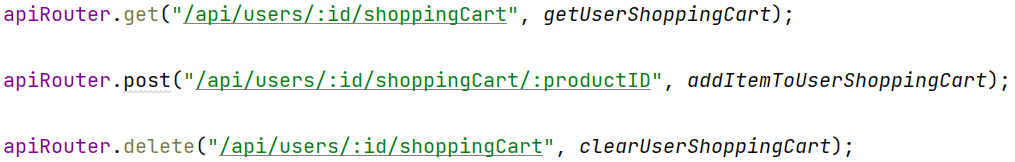 apiRouter.get("/api/users/:id/shoppingCart", getUserShoppingCart);
apiRouter.post("/api/users/:id/shoppingCart/:productID", addItemToUserShoppingCart);
apiRouter.delete("/api/users/:id/shoppingCart", clearUserShoppingCart);